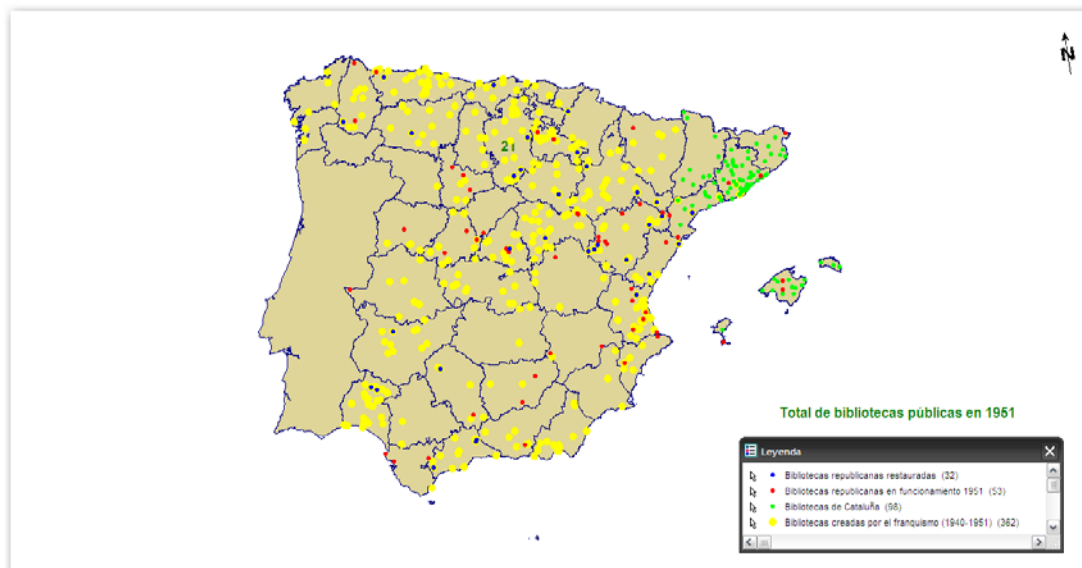 N
21
Total de bibliotecas públicas en 1951
Leyenda
Bibliotecas republicanas restauradas (32)
Bibliotecas republicanas en funcionamiento 1951 (53)
Bibliotecas de Cataluña (98)
Bibliotecas creadas por el franquismo (1940-1951) (362)